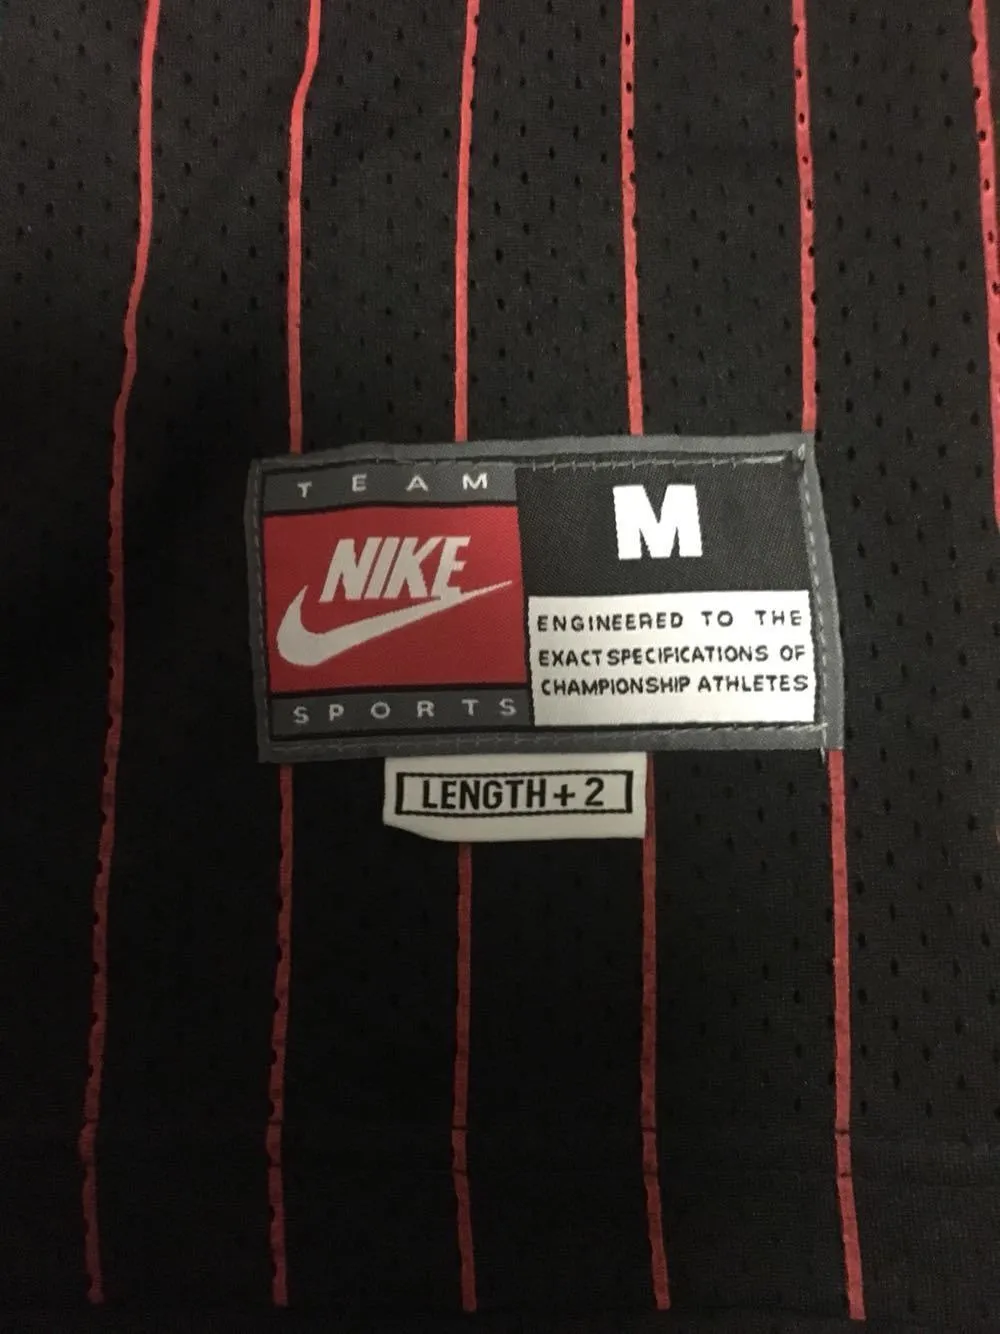 TEAM
NIKE
SPORTS
M
ENGINEERED TO THE
EXACT SPECIFICATIONS OF
CHAMPIONSHIP ATHLETES
LENGTH + 2